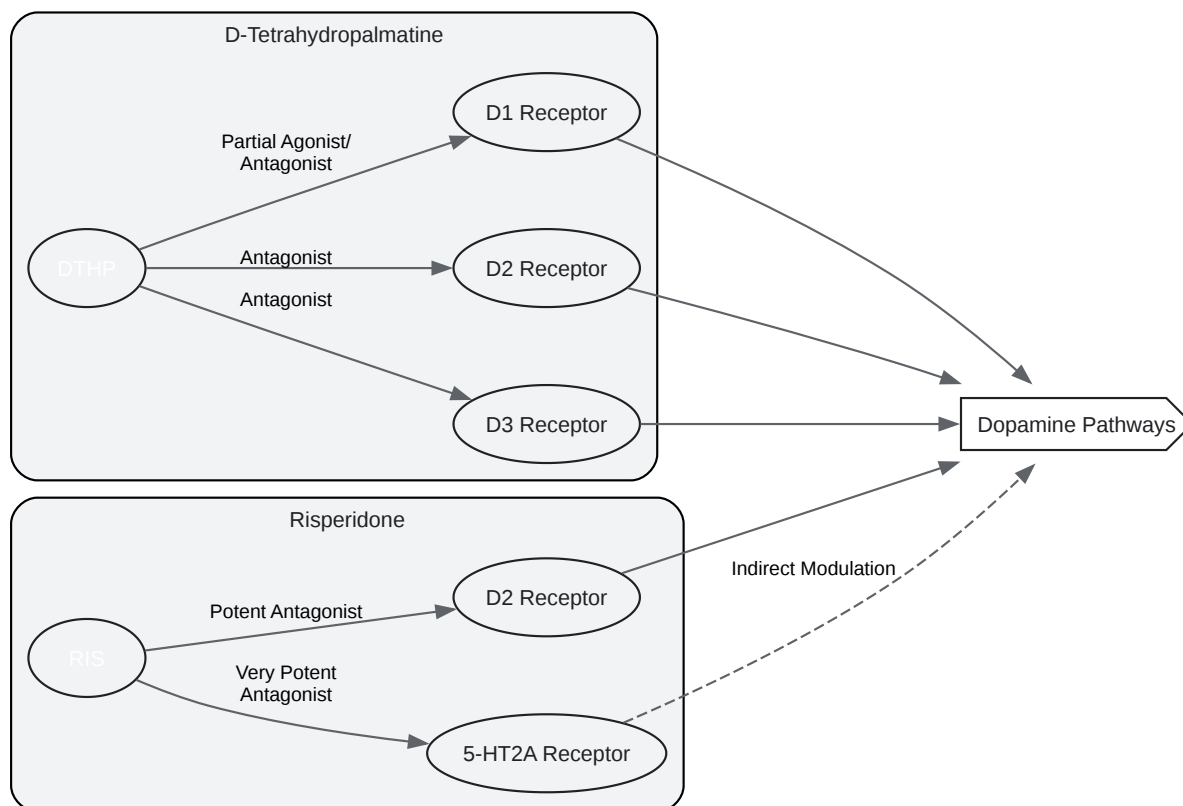 D-Tetrahydropalmatine
D1 Receptor
Partial Agonist/
Antagonist
DTHP
Antagonist
D2 Receptor
Antagonist
D3 Receptor
Dopamine Pathways
Risperidone
Indirect Modulation
D2 Receptor
Potent Antagonist
RIS
Very Potent
Antagonist
5-HT2A Receptor